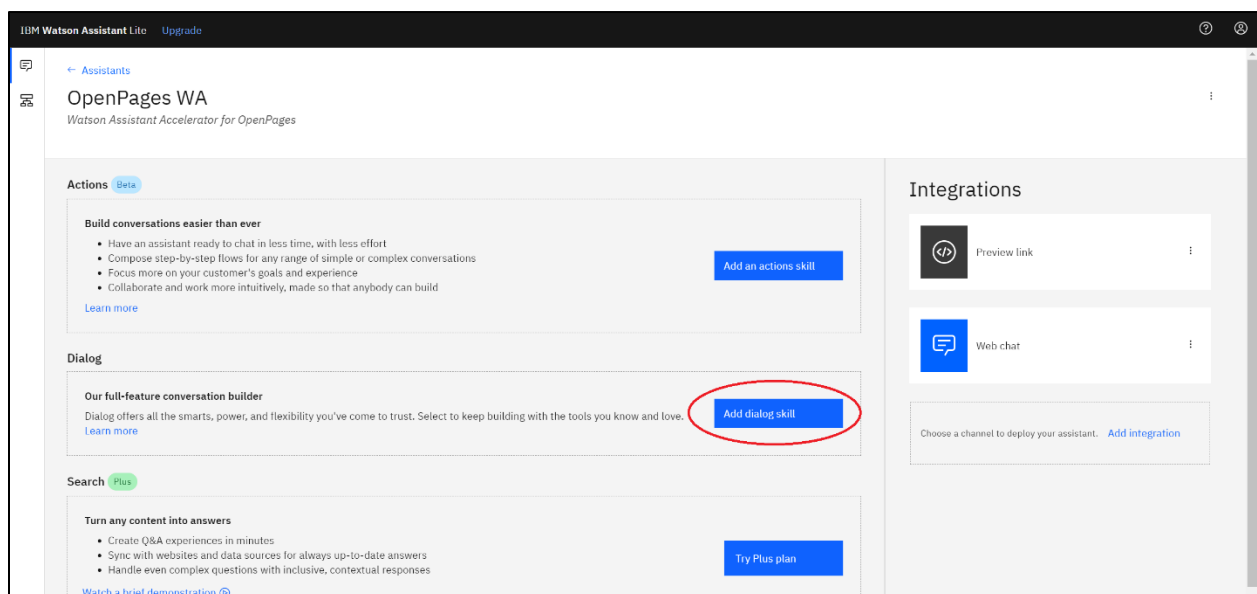 IBM Watson Assistant Lite Upgrade
← Assistants
OpenPages WA
Watson Assistant Accelerator for OpenPages
Actions Beta
Build conversations easier than ever
• Have an assistant ready to chat in less time, with less effort
• Compose step-by-step flows for any range of simple or complex conversations
• Focus more on your customer's goals and experience
• Collaborate and work more intuitively, made so that anybody can build
Learn more
Add an actions skill
Dialog
Our full-feature conversation builder
Dialog offers all the smarts, power, and flexibility you've come to trust. Select to keep building with the tools you know and love.
Learn more
Add dialog skill
Search Plus
Turn any content into answers
• Create Q&A experiences in minutes
• Sync with websites and data sources for always up-to-date answers
• Handle even complex questions with inclusive, contextual responses
Watch a brief demonstration
Try Plus plan
Integrations
Preview link
Web chat
Choose a channel to deploy your assistant. Add integration